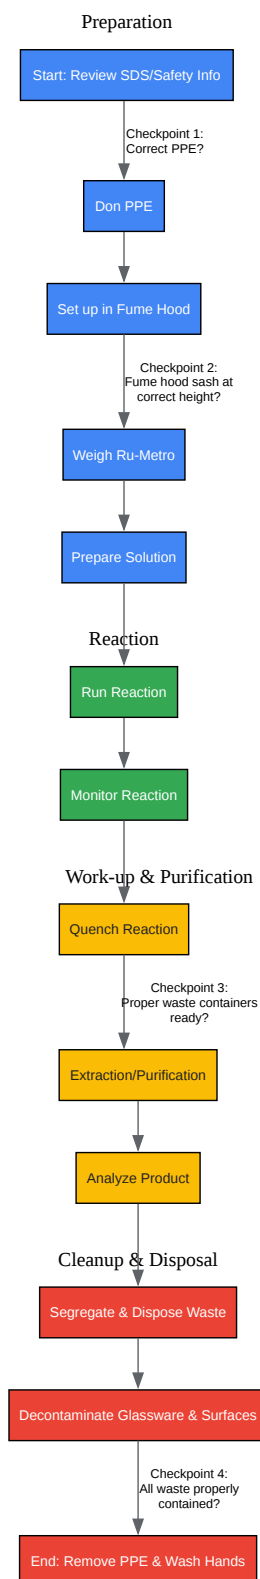 Preparation
Start: Review SDS/Safety Info
Checkpoint 1:
Correct PPE?
Don PPE
Set up in Fume Hood
Checkpoint 2:
Fume hood sash at
correct height?
Weigh Ru-Metro
Prepare Solution
Reaction
Run Reaction
Monitor Reaction
Work-up & Purification
Quench Reaction
Checkpoint 3:
Proper waste containers
ready?
Extraction/Purification
Analyze Product
Cleanup & Disposal
Segregate & Dispose Waste
Decontaminate Glassware & Surfaces
Checkpoint 4:
All waste properly
contained?
End: Remove PPE & Wash Hands